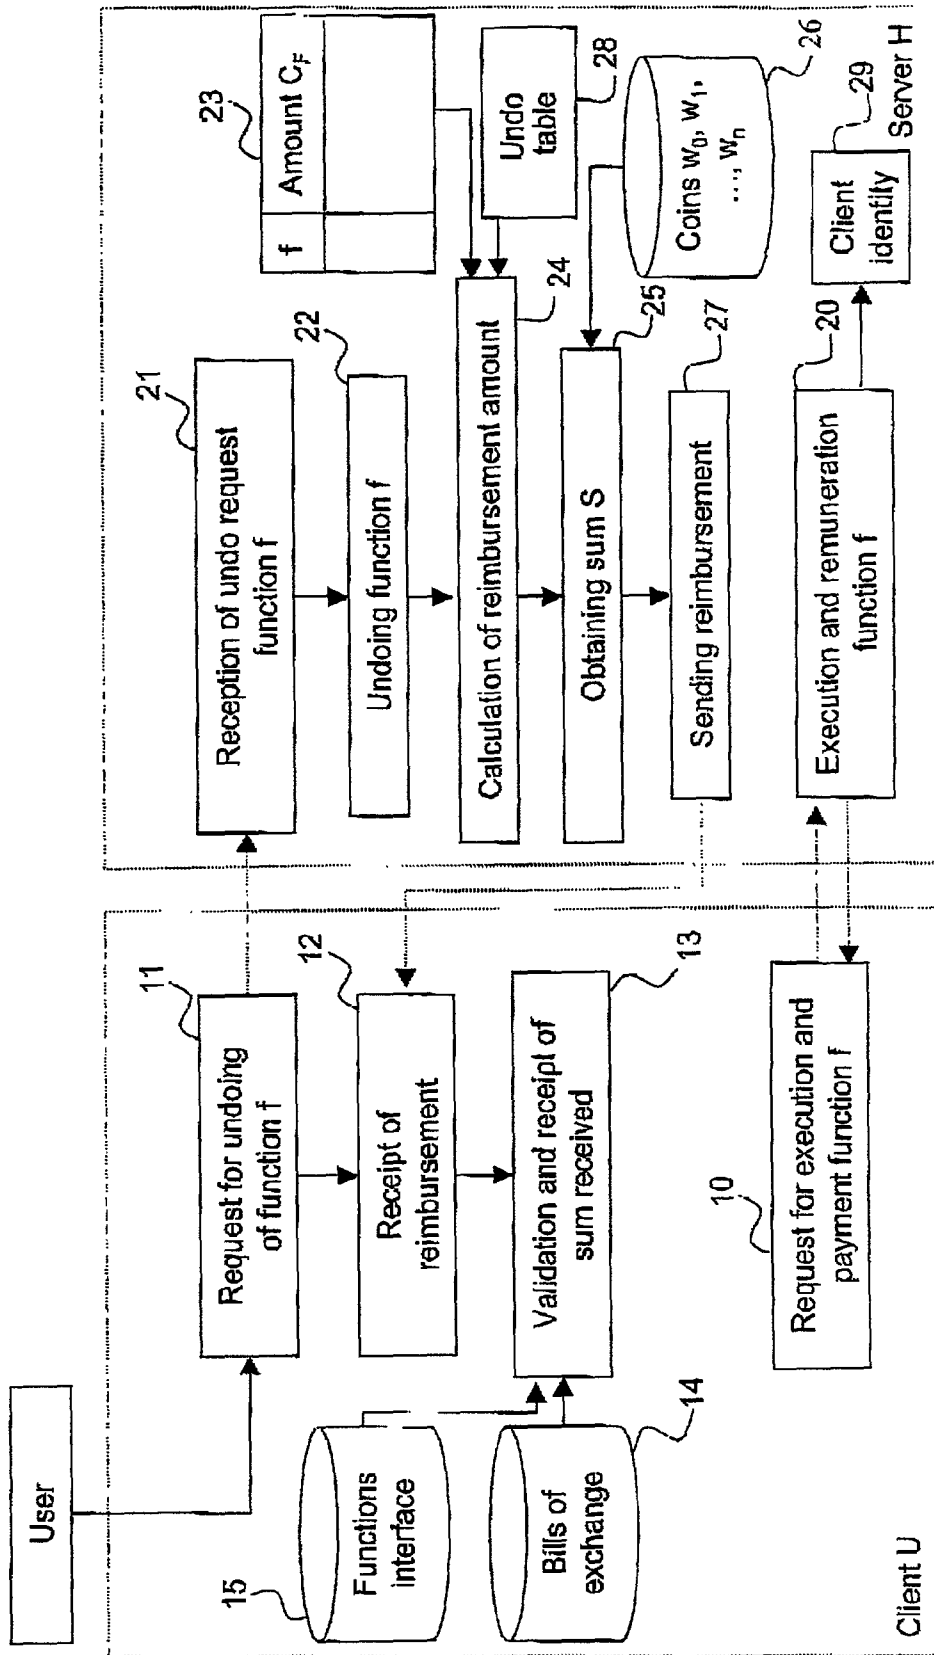 User
11
Request for undoing
of function f
12
Receipt of
reimbursement
13
Validation and receipt of
sum received
15
Functions
interface
Bills of
exchange
14
10
Request for execution and
payment function f
Client U
21
Reception of undo request
function f
22
Undoing function f
23
f
Amount C_F
Calculation of reimbursement amount
24
Undo
table
28
Obtaining sum S
25
Coins w₀, w₁,
..., wₙ
26
Sending reimbursement
27
20
Execution and remuneration
function f
Client
identity
29
Server H